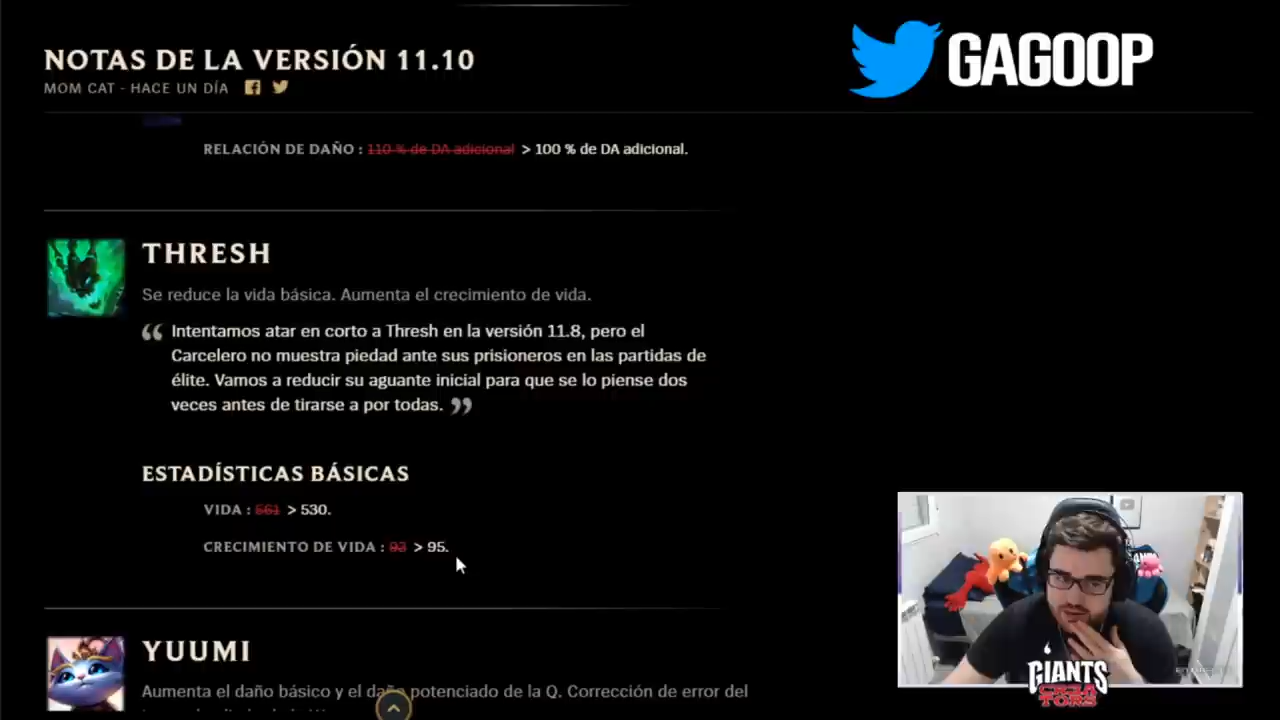 NOTAS DE LA VERSIÓN 11.10
MOM CAT - HACE UN DÍA
GAGOOP
RELACIÓN DE DAÑO : 110 % de DA adicional > 100 % de DA adicional.
THRESH
Se reduce la vida básica. Aumenta el crecimiento de vida.
Intentamos atar en corto a Thresh en la versión 11.8, pero el
Carcelero no muestra piedad ante sus prisioneros en las partidas de
élite. Vamos a reducir su aguante inicial para que se lo piense dos
veces antes de tirarse a por todas.
ESTADÍSTICAS BÁSICAS
VIDA : 561 > 530.
CRECIMIENTO DE VIDA : 93 > 95.
YUUMI
Aumenta el daño básico y el daño potenciado de la Q. Corrección de error del
GIANTS
CREA
TORS